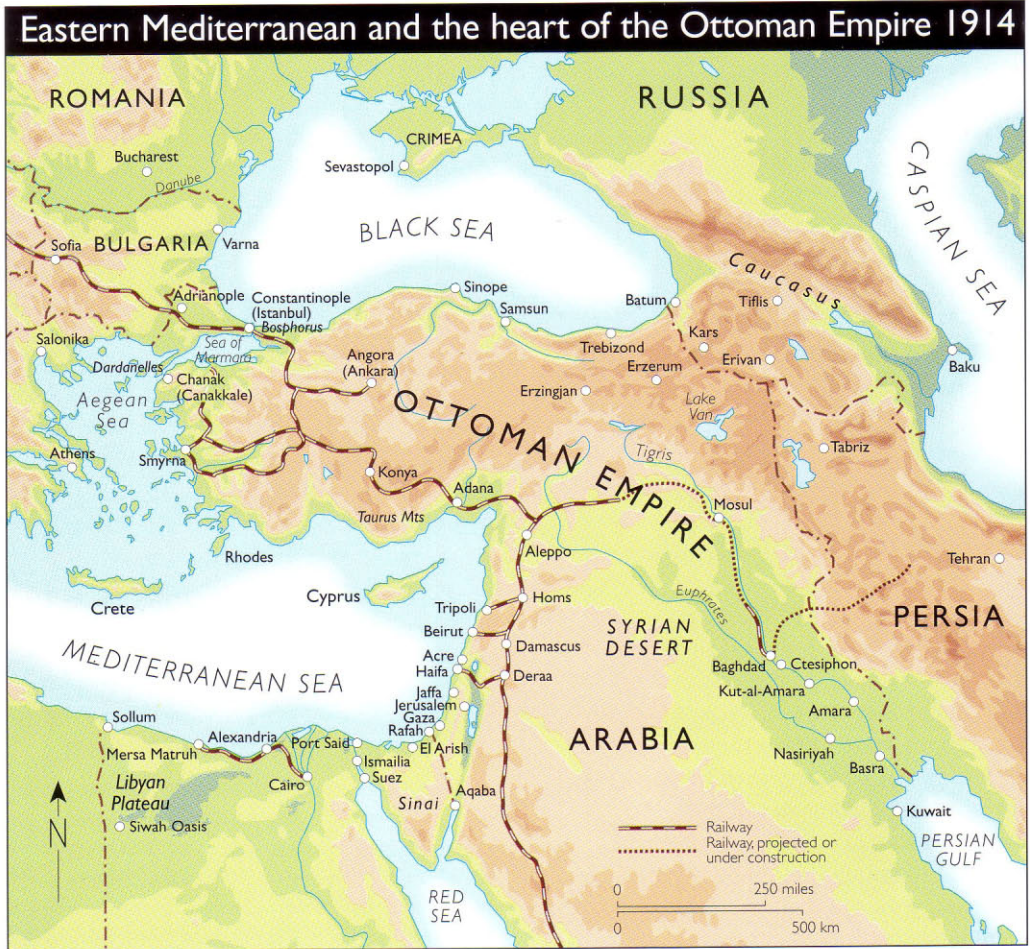 Eastern Mediterranean and the heart of the Ottoman Empire 1914
ROMANIA
RUSSIA
CRIMEA
Bucharest
Sevastopol
Danube
CASPIAN SEA
BLACK SEA
BULGARIA
Varna
Sofia
Caucasus
Sinope
Adrianople
Constantinople
(Istanbul)
Bosphorus
Samsun
Batum
Tiflis
Salonika
Sea of
Marmara
Trebizond
Kars
Dardanelles
Angora
(Ankara)
Erzerum
Erivan
Baku
Chanak
(Canakkale)
Erzingjan
Aegean
Sea
OTTOMAN EMPIRE
Lake
Van
Athens
Smyrna
Tigris
Tabriz
Konya
Adana
Mosul
Taurus Mts
Aleppo
Rhodes
Tehran
Crete
Cyprus
Euphrates
Tripoli
Homs
PERSIA
Beirut
SYRIAN
DESERT
MEDITERRANEAN SEA
Damascus
Acre
Haifa
Baghdad
Ctesiphon
Deraa
Jaffa
Kut-al-Amara
Jerusalem
Amara
Sollum
Gaza
Rafah
Alexandria
Port Said
El Arish
ARABIA
Mersa Matruh
Nasiriyah
Ismailia
Basra
Libyan
Plateau
Cairo
Suez
Sinai
Aqaba
Kuwait
N
Siwah Oasis
Railway
Railway, projected or
under construction
PERSIAN
GULF
RED
SEA
0 250 miles
500 km